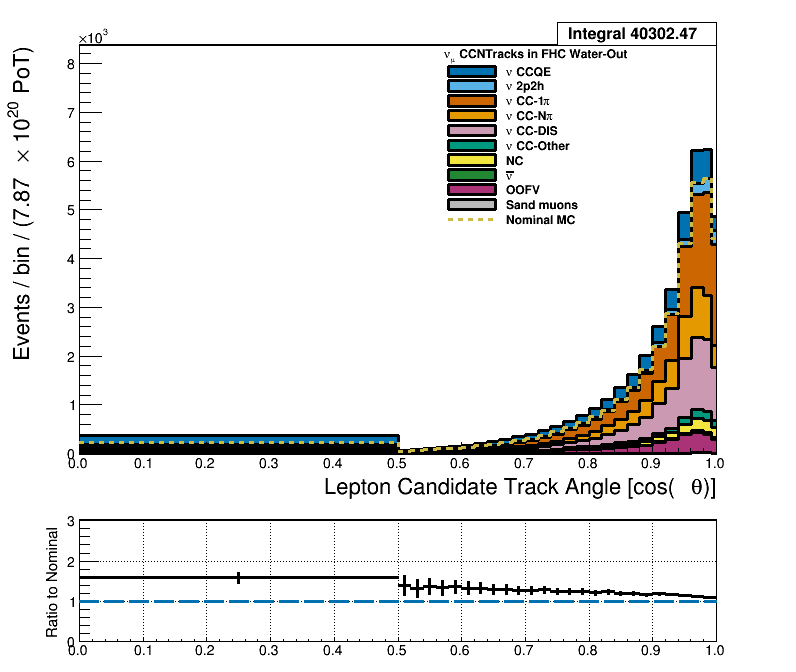 Integral 40302.47
×10³
ν_μ CCNTracks in FHC Water-Out
ν CCQE
ν 2p2h
ν CC-1π
ν CC-Nπ
ν CC-DIS
ν CC-Other
NC
ν̅
OOFV
Sand muons
Nominal MC
Events / bin / (7.87 × 10²⁰ PoT)
8
7
6
5
4
3
2
1
0
0.0 0.1 0.2 0.3 0.4 0.5 0.6 0.7 0.8 0.9 1.0
Lepton Candidate Track Angle [cos( θ)]
Ratio to Nominal
3
2
1
0
0.0 0.1 0.2 0.3 0.4 0.5 0.6 0.7 0.8 0.9 1.0